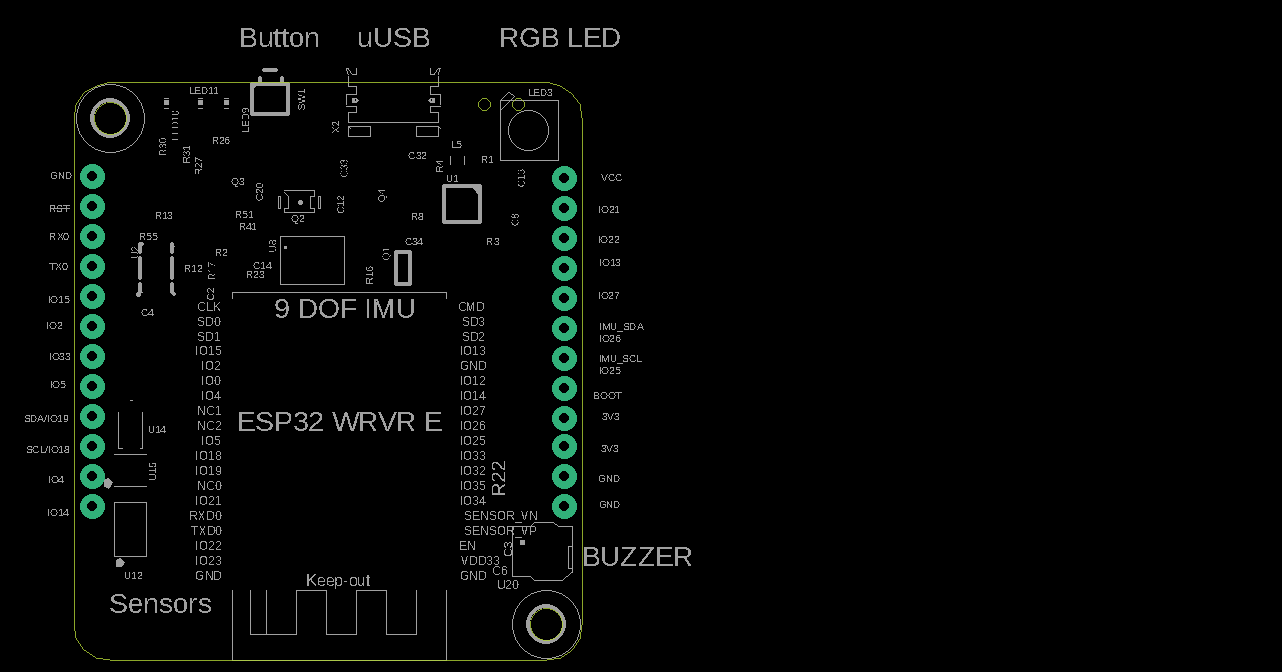 Button uUSB RGB LED
LED11
LED3
LED9
SW1
X2
R30
R31
R27
R26
C33
C32
L5
R4
R1
U1
C13
Q3
C20
C12
Q4
Q2
R13
R51
R41
R8
C8
R55
U2
R2
U8
C34
Q1
R3
R12
C14
R23
R16
C2
C4
GND
RST
RX0
TX0
IO15
IO2
IO33
IO5
SDA/IO19
SCL/IO18
IO4
IO14
VCC
IO21
IO22
IO13
IO27
IMU_SDA
IO26
IMU_SCL
IO25
BOOT
3V3
3V3
GND
GND
9 DOF IMU
ESP32 WRVR E
CLK
SD0
SD1
IO15
IO2
IO0
IO4
NC1
NC2
IO5
IO18
IO19
NC0
IO21
RXD0
TXD0
IO22
IO23
GND
CMD
SD3
SD2
IO13
GND
IO12
IO14
IO27
IO26
IO25
IO33
IO32
IO35
IO34
SENSOR_VN
SENSOR_VP
EN
VDD33
GND
R22
U14
U15
U12
C3
C6
U20
BUZZER
Keep-out
Sensors